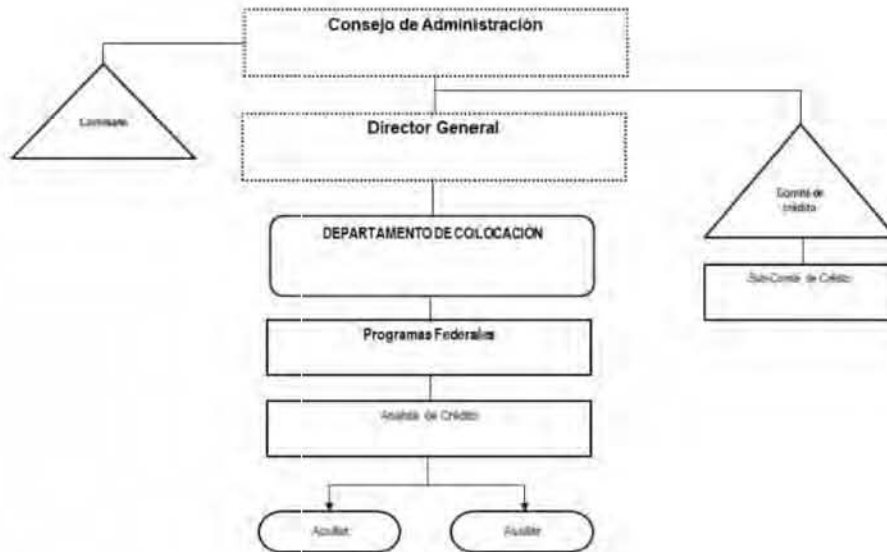 Consejo de Administración
Comisario
Director General
Comité de
crédito
DEPARTAMENTO DE COLOCACIÓN
Sub-Comité de Crédito
Programas Federales
Analista de Crédito
Auxiliar
Auxiliar